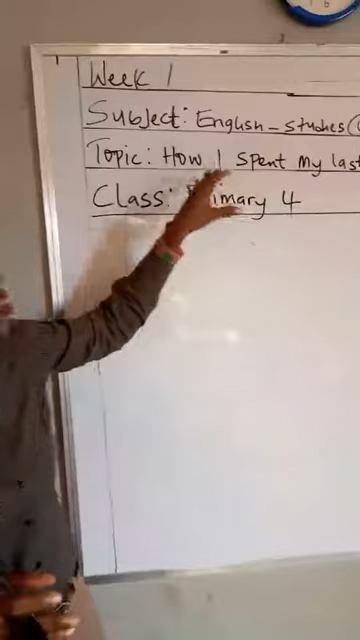 Week 1
Subject: English - studies (
Topic: How I spent My last
Class: Primary 4